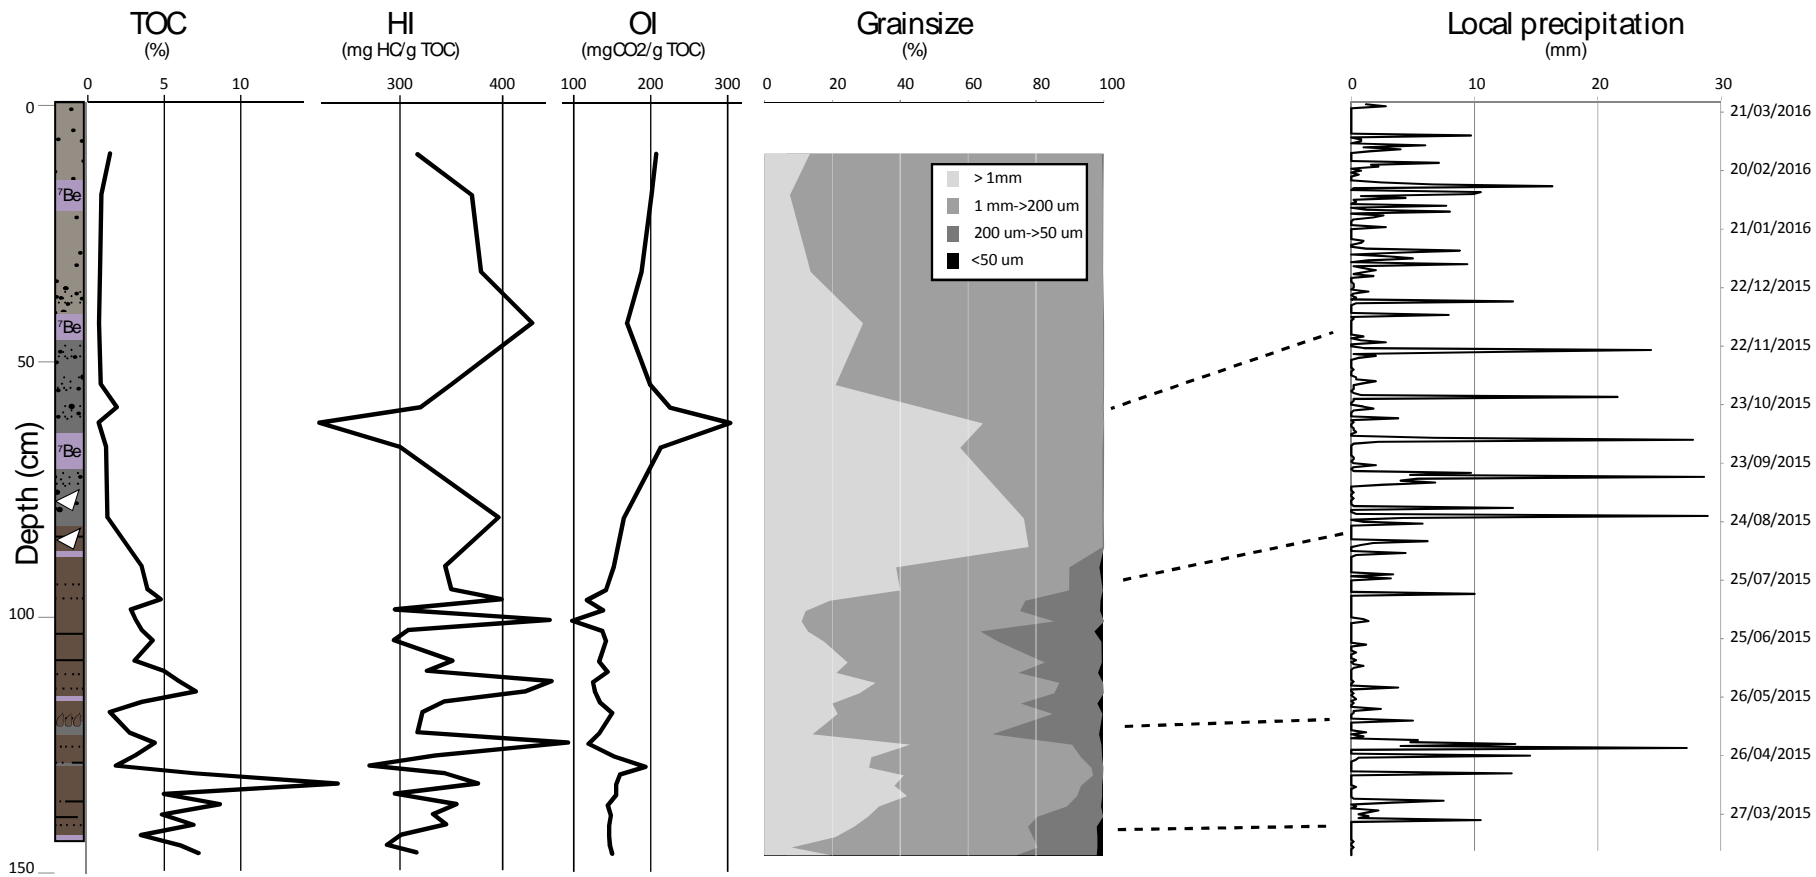 TOC
(%)
0 5 10
HI
(mg HC/g TOC)
300 400
OI
(mgCO2/g TOC)
100 200 300
Grainsize
(%)
0 20 40 60 80 100
Local precipitation
(mm)
0 10 20 30
Depth (cm)
0
50
100
150
⁷Be
⁷Be
⁷Be
> 1mm
1 mm->200 um
200 um->50 um
<50 um
21/03/2016
20/02/2016
21/01/2016
22/12/2015
22/11/2015
23/10/2015
23/09/2015
24/08/2015
25/07/2015
25/06/2015
26/05/2015
26/04/2015
27/03/2015